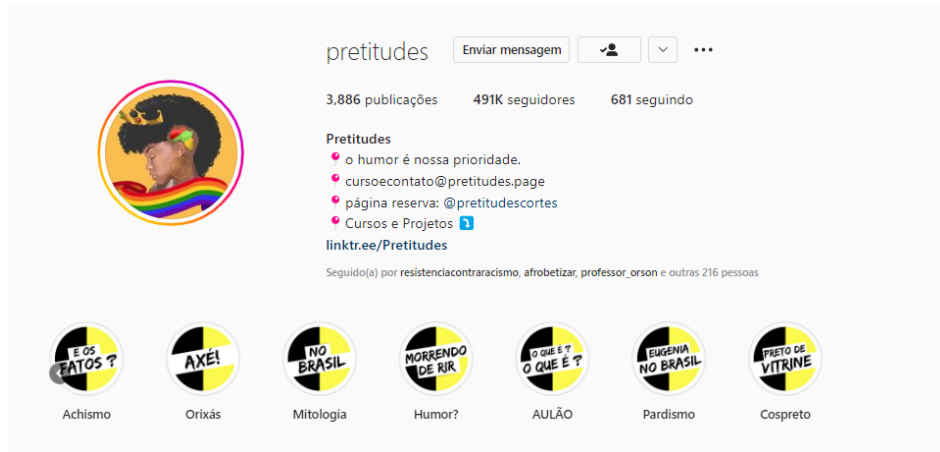 pretitudes Enviar mensagem
3,886 publicações 491K seguidores 681 seguindo
Pretitudes
o humor é nossa prioridade.
cursoecontato@pretitudes.page
página reserva: @pretitudescortes
Cursos e Projetos
linktr.ee/Pretitudes
Seguido(a) por resistenciacontraracismo, afrobetizar, professor_orson e outras 216 pessoas
E OS
FATOS ?
AXÉ!
NO
BRASIL
MORRENDO
DE RIR
O QUE É ?
O QUE É ?
EUGENIA
NO BRASIL
PRETO DE
VITRINE
Achismo Orixás Mitologia Humor? AULÃO Pardismo Cospreto